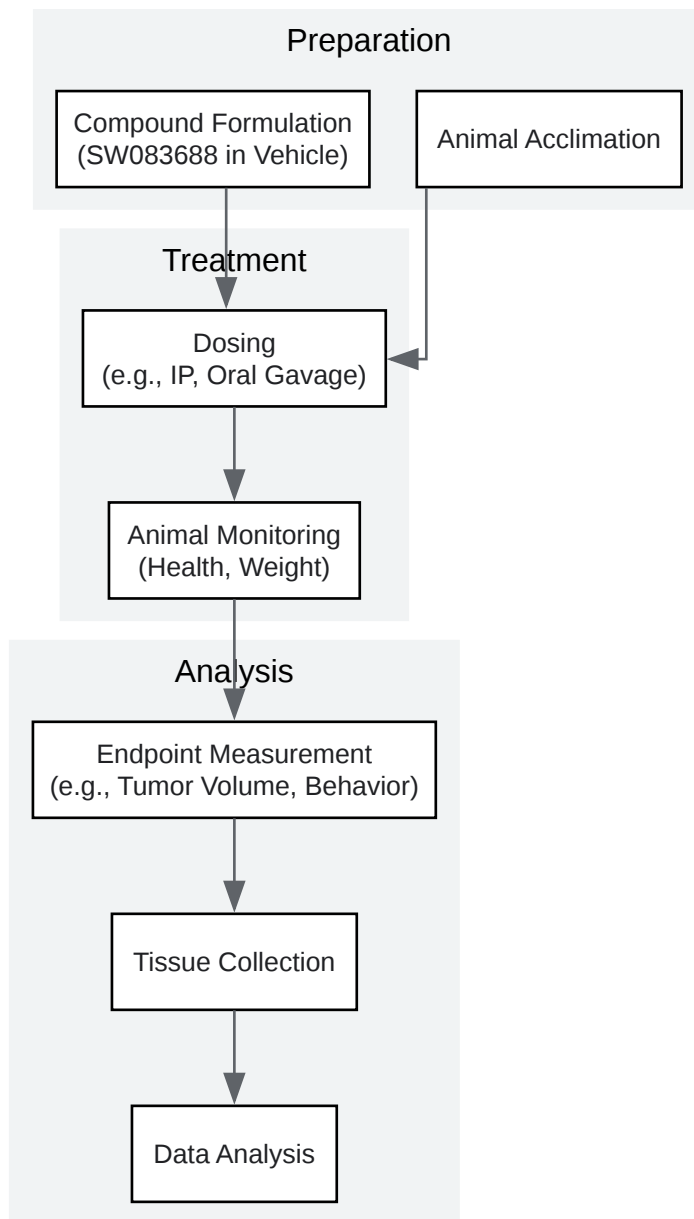 Preparation
Compound Formulation
(SW083688 in Vehicle)
Animal Acclimation
Treatment
Dosing
(e.g., IP, Oral Gavage)
Animal Monitoring
(Health, Weight)
Analysis
Endpoint Measurement
(e.g., Tumor Volume, Behavior)
Tissue Collection
Data Analysis